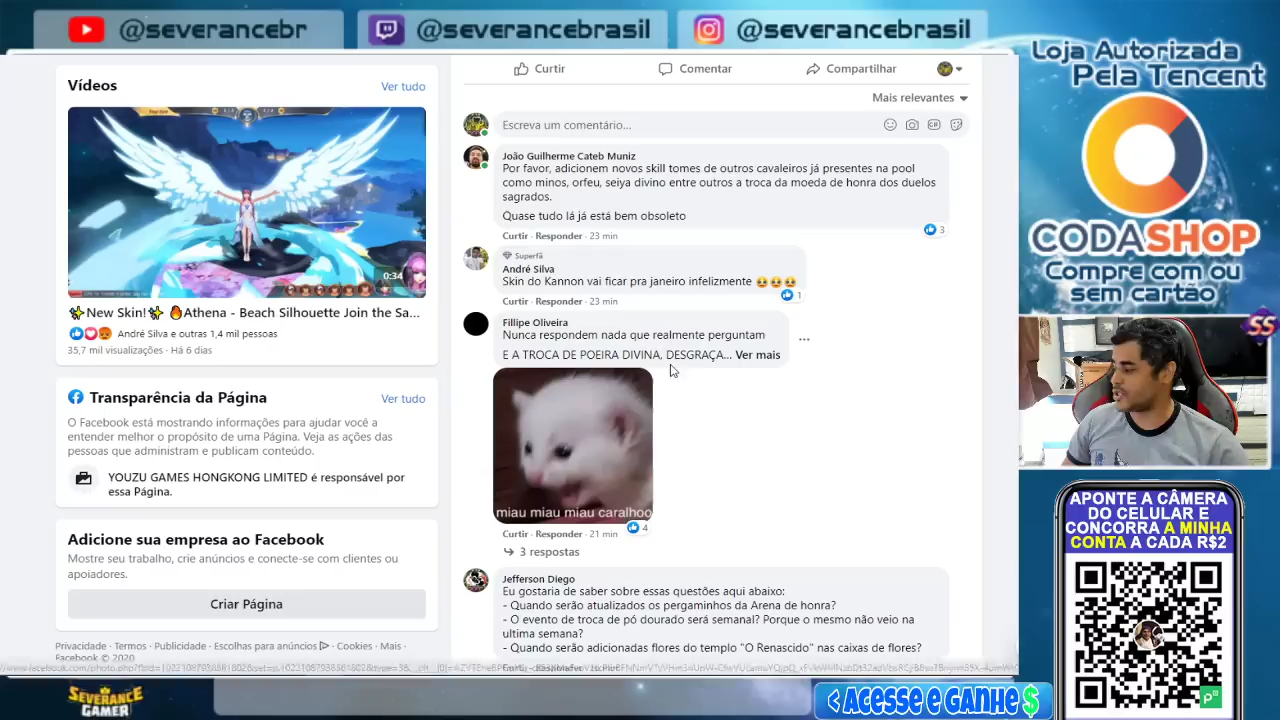 @severancebr
@severancebrasil
@severancebrasil
Loja Autorizada
Pela Tencent
CODASHOP
Compre com ou
sem cartão
SS
Vídeos
Ver tudo
0:34
✨New Skin!✨ 🔥Athena - Beach Silhouette Join the Sa...
André Silva e outras 1,4 mil pessoas
35,7 mil visualizações · Há 6 dias
Transparência da Página
Ver tudo
O Facebook está mostrando informações para ajudar você a
entender melhor o propósito de uma Página. Veja as ações das
pessoas que administram e publicam conteúdo.
YOUZU GAMES HONGKONG LIMITED é responsável por
essa Página.
Adicione sua empresa ao Facebook
Mostre seu trabalho, crie anúncios e conecte-se com clientes ou
apoiadores.
Criar Página
Privacidade · Termos · Publicidade · Escolhas para anúncios · Cookies · Mais ·
Facebook © 2020
Curtir
Comentar
Compartilhar
Mais relevantes
Escreva um comentário...
João Guilherme Cateb Muniz
Por favor, adicionem novos skill tomes de outros cavaleiros já presentes na pool
como minos, orfeu, seiya divino entre outros a troca da moeda de honra dos duelos
sagrados.
Quase tudo lá já está bem obsoleto
3
Curtir · Responder · 23 min
Superfã
André Silva
Skin do Kannon vai ficar pra janeiro infelizmente 😢😢😢
1
Curtir · Responder · 23 min
Fillipe Oliveira
Nunca respondem nada que realmente perguntam
E A TROCA DE POEIRA DIVINA, DESGRAÇA... Ver mais
miau miau miau caralhoo
4
Curtir · Responder · 21 min
3 respostas
Jefferson Diego
Eu gostaria de saber sobre essas questões aqui abaixo:
- Quando serão atualizados os pergaminhos da Arena de honra?
- O evento de troca de pó dourado será semanal? Porque o mesmo não veio na
ultima semana?
- Quando serão adicionadas flores do templo "O Renascido" nas caixas de flores?
APONTE A CÂMERA
DO CELULAR E
CONCORRA A MINHA
CONTA A CADA R$2
SEVERANCE
GAMER
< ACESSE E GANHE $